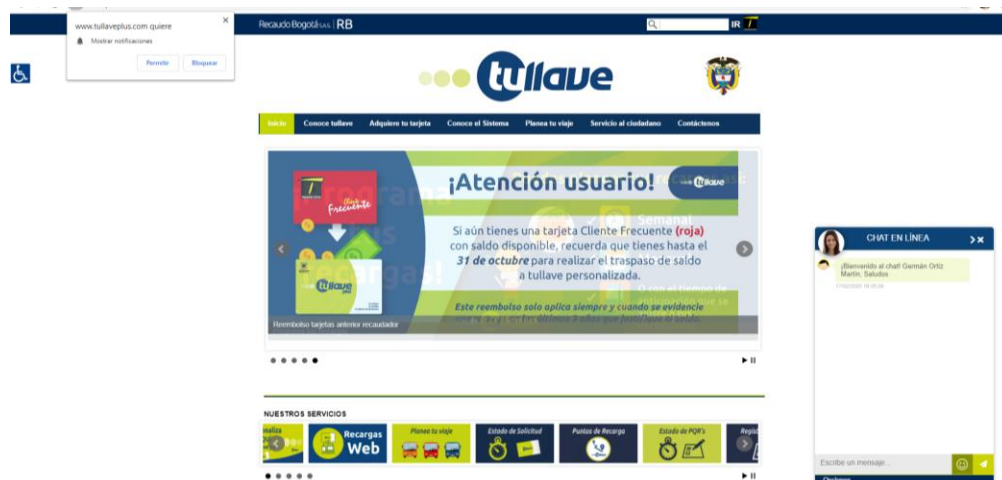 www.tullaveplus.com quiere
Mostrar notificaciones
Permitir
Bloquear
Recaudo Bogotá S.A.S. | RB
IR
tullave
Inicio
Conoce tullave
Adquiere tu tarjeta
Conoce el Sistema
Planea tu viaje
Servicio al ciudadano
Contáctenos
Cliente
Frecuente
tullave
plus
¡Atención usuario!
tullave
Si aún tienes una tarjeta Cliente Frecuente (roja)
con saldo disponible, recuerda que tienes hasta el
31 de octubre para realizar el traspaso de saldo
a tullave personalizada.
Este reembolso solo aplica siempre y cuando se evidencie
Reembolso tarjetas anterior recaudador
NUESTROS SERVICIOS
Recargas
Web
Planea tu viaje
Estado de Solicitud
Puntos de Recarga
Estado de PQR's
CHAT EN LÍNEA
¡Bienvenido al chat! Germán Ortiz
Martín, Saludos
Escribe un mensaje...